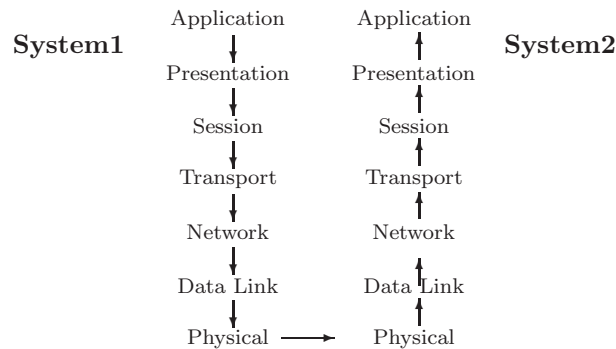 Application Application
System1 System2
Presentation Presentation
Session Session
Transport Transport
Network Network
Data Link Data Link
Physical Physical